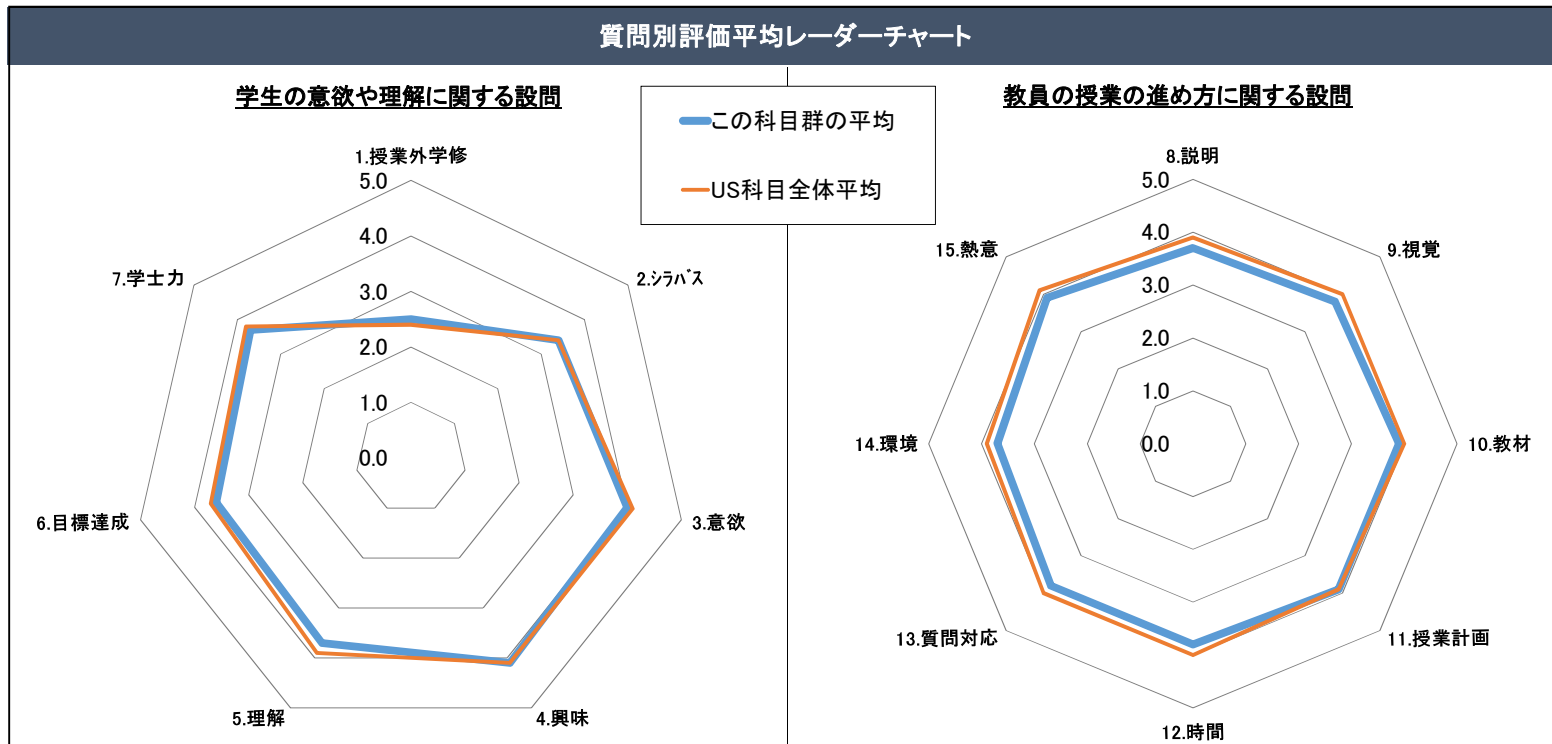 質問別評価平均レーダーチャート
学生の意欲や理解に関する設問
この科目群の平均
US科目全体平均
教員の授業の進め方に関する設問
1.授業外学修
5.0
4.0
3.0
2.0
1.0
0.0
2.シラバス
3.意欲
4.興味
5.理解
6.目標達成
7.学士力
8.説明
5.0
4.0
3.0
2.0
1.0
0.0
9.視覚
10.教材
11.授業計画
12.時間
13.質問対応
14.環境
15.熱意